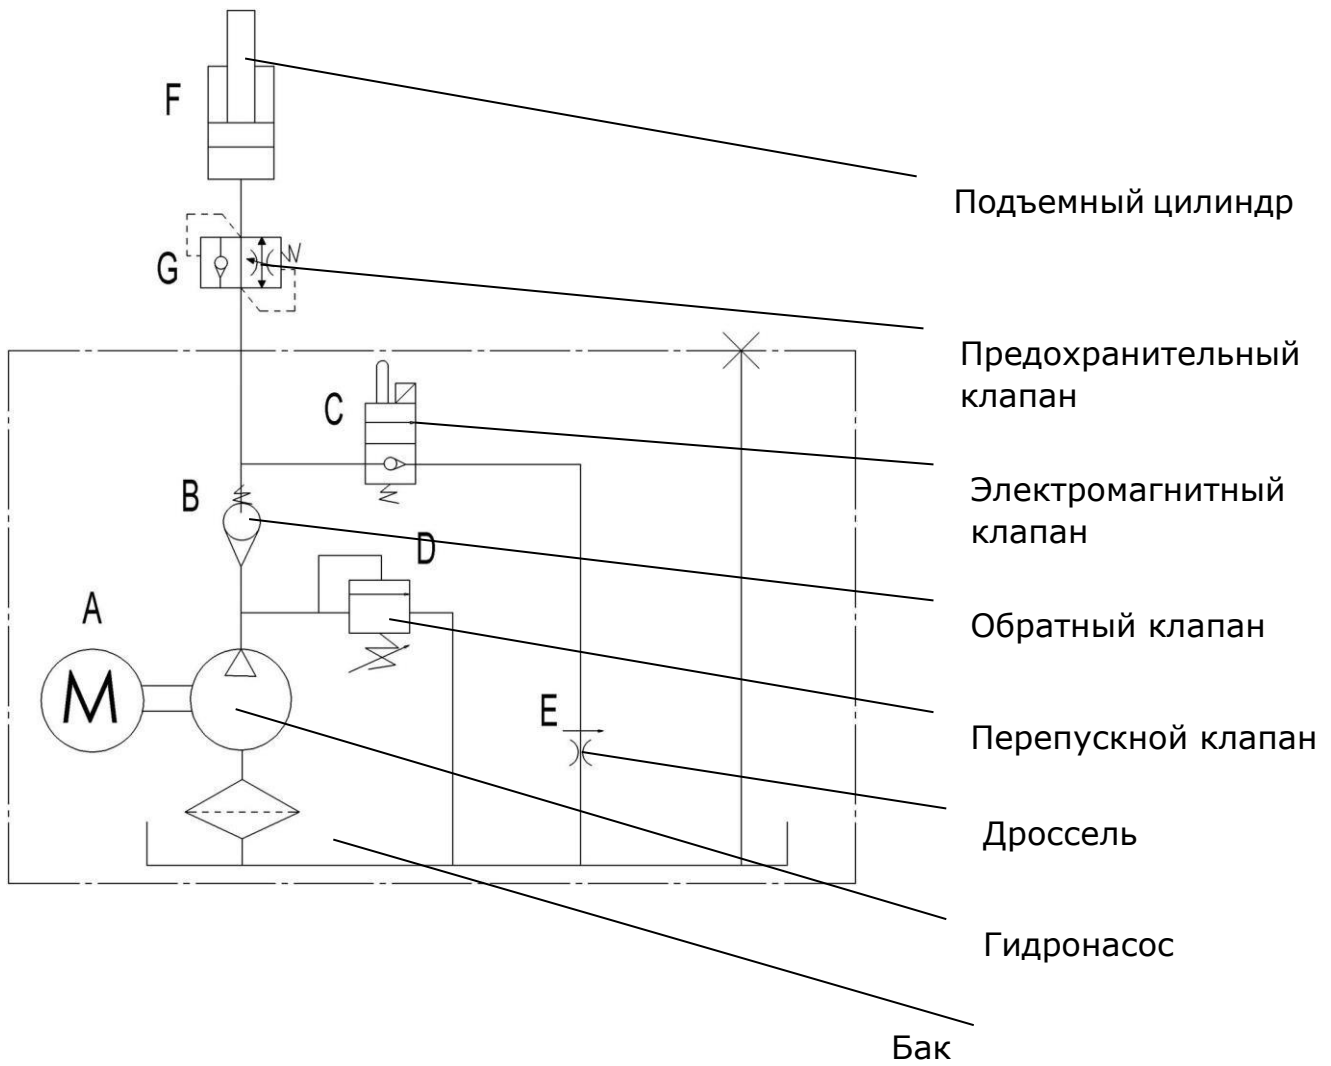 F
Подъемный цилиндр
G
Предохранительный
клапан
C
Электромагнитный
клапан
B
D
Обратный клапан
A
M
E
Перепускной клапан
Дроссель
Гидронасос
Бак